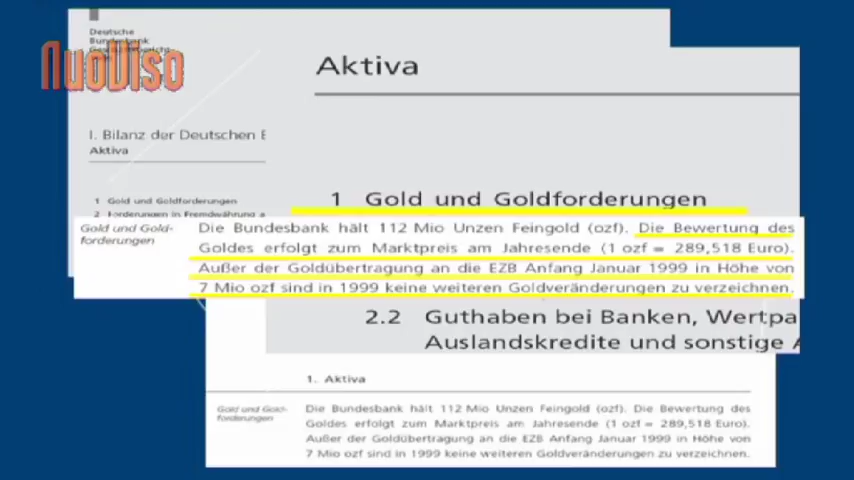 Deutsche
Bundesbank
Geschäftsbericht
NuoViso
Aktiva
I. Bilanz der Deutschen B
Aktiva
1 Gold und Goldforderungen
2 Forderungen in Fremdwährung a
1 Gold und Goldforderungen
Gold und Gold-
forderungen
Die Bundesbank hält 112 Mio Unzen Feingold (ozf). Die Bewertung des
Goldes erfolgt zum Marktpreis am Jahresende (1 ozf = 289,518 Euro).
Außer der Goldübertragung an die EZB Anfang Januar 1999 in Höhe von
7 Mio ozf sind in 1999 keine weiteren Goldveränderungen zu verzeichnen.
2.2 Guthaben bei Banken, Wertpa
Auslandskredite und sonstige A
1. Aktiva
Gold und Gold-
forderungen
Die Bundesbank hält 112 Mio Unzen Feingold (ozf). Die Bewertung des
Goldes erfolgt zum Marktpreis am Jahresende (1 ozf = 289,518 Euro).
Außer der Goldübertragung an die EZB Anfang Januar 1999 in Höhe von
7 Mio ozf sind in 1999 keine weiteren Goldveränderungen zu verzeichnen.